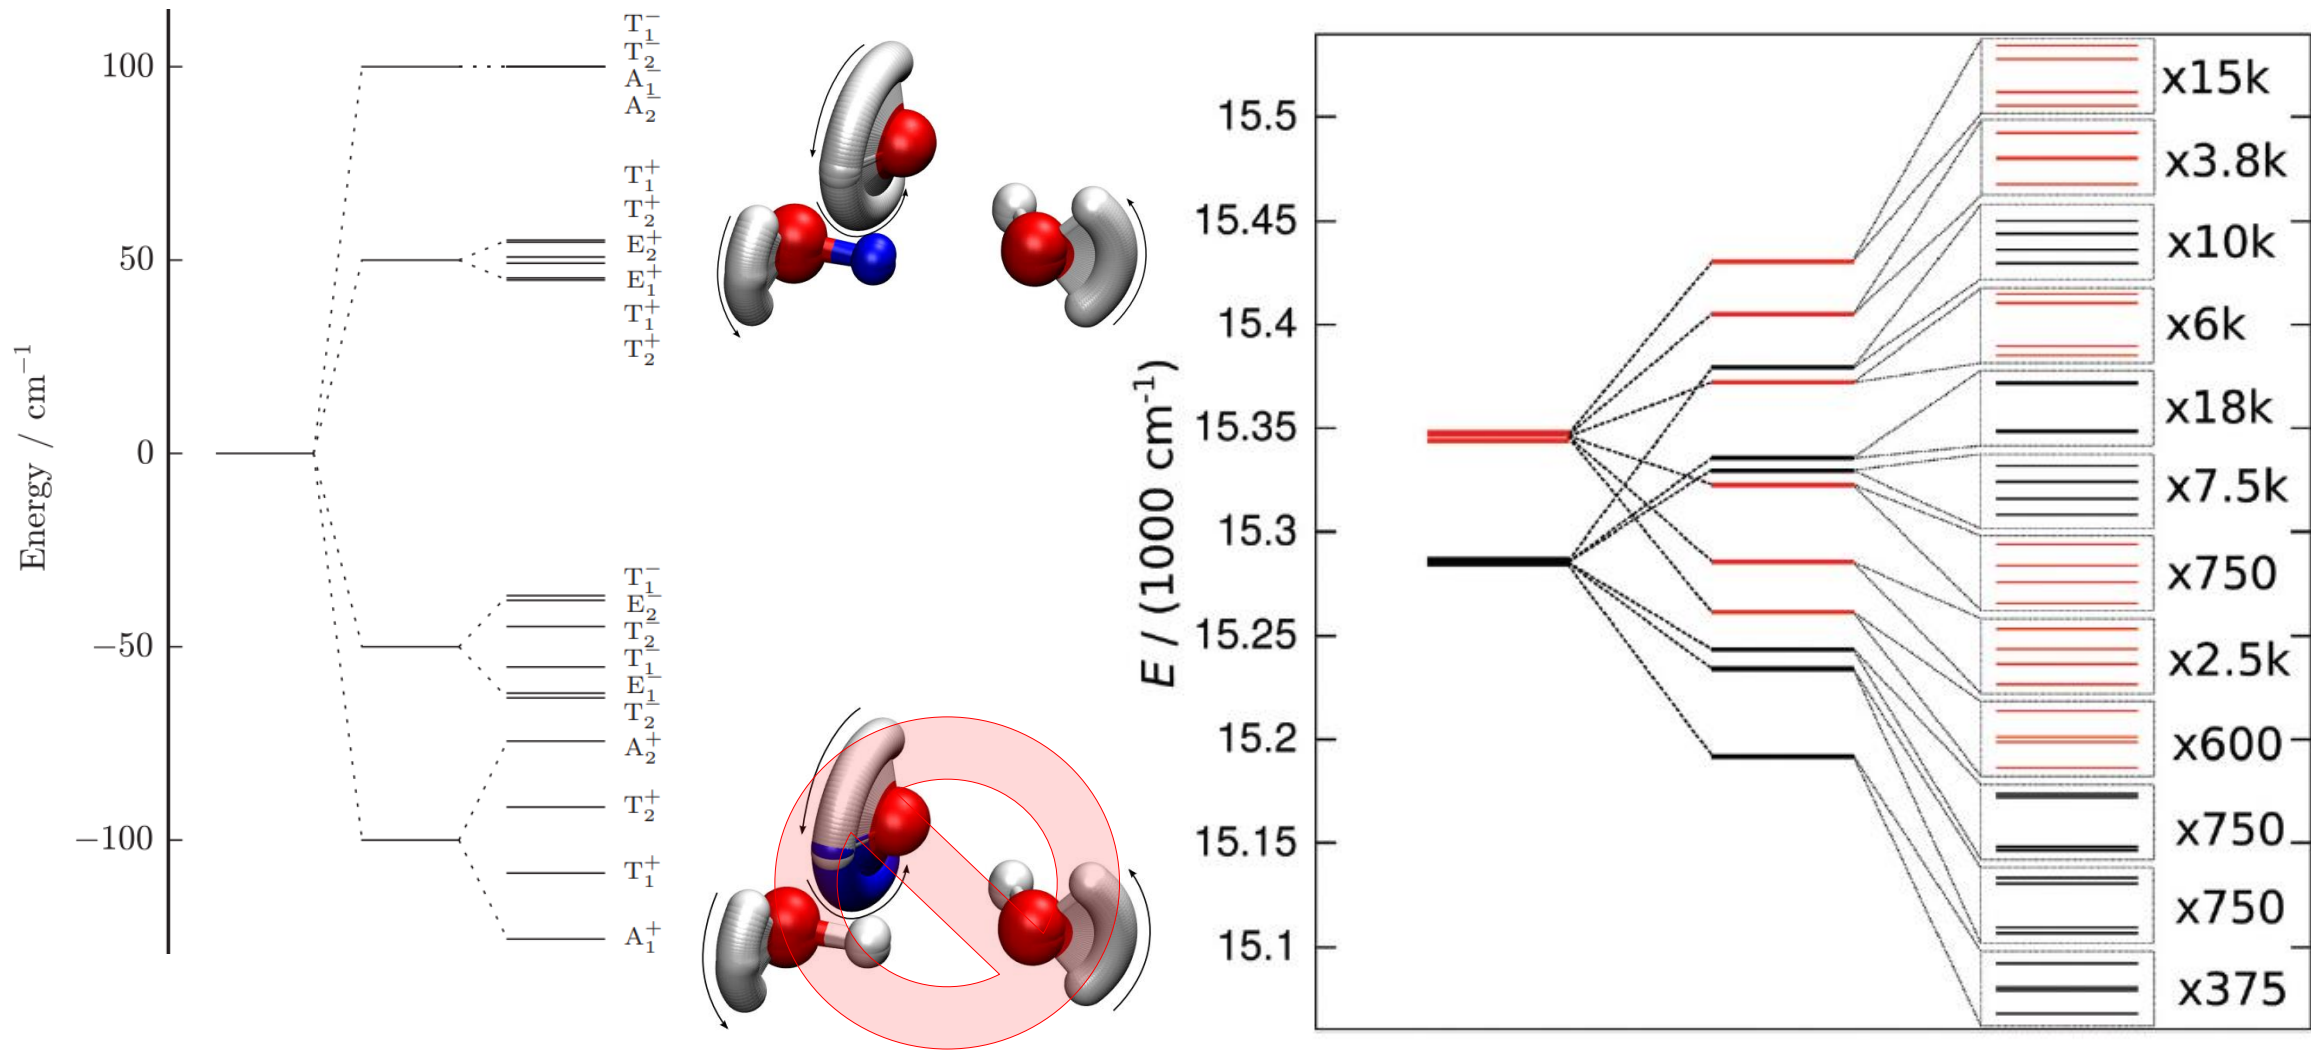 Energy / cm⁻¹
100
50
0
−50
−100
T₁⁻
T₂⁻
A₁⁻
A₂⁻
T₁⁺
T₂⁺
E₂⁺
E₁⁺
T₁⁺
T₂⁺
T₁⁻
E₂⁻
T₂⁻
T₁⁻
E₁⁻
T₂⁻
A₂⁺
T₂⁺
T₁⁺
A₁⁺
E / (1000 cm⁻¹)
15.5
15.45
15.4
15.35
15.3
15.25
15.2
15.15
15.1
x15k
x3.8k
x10k
x6k
x18k
x7.5k
x750
x2.5k
x600
x750
x750
x375